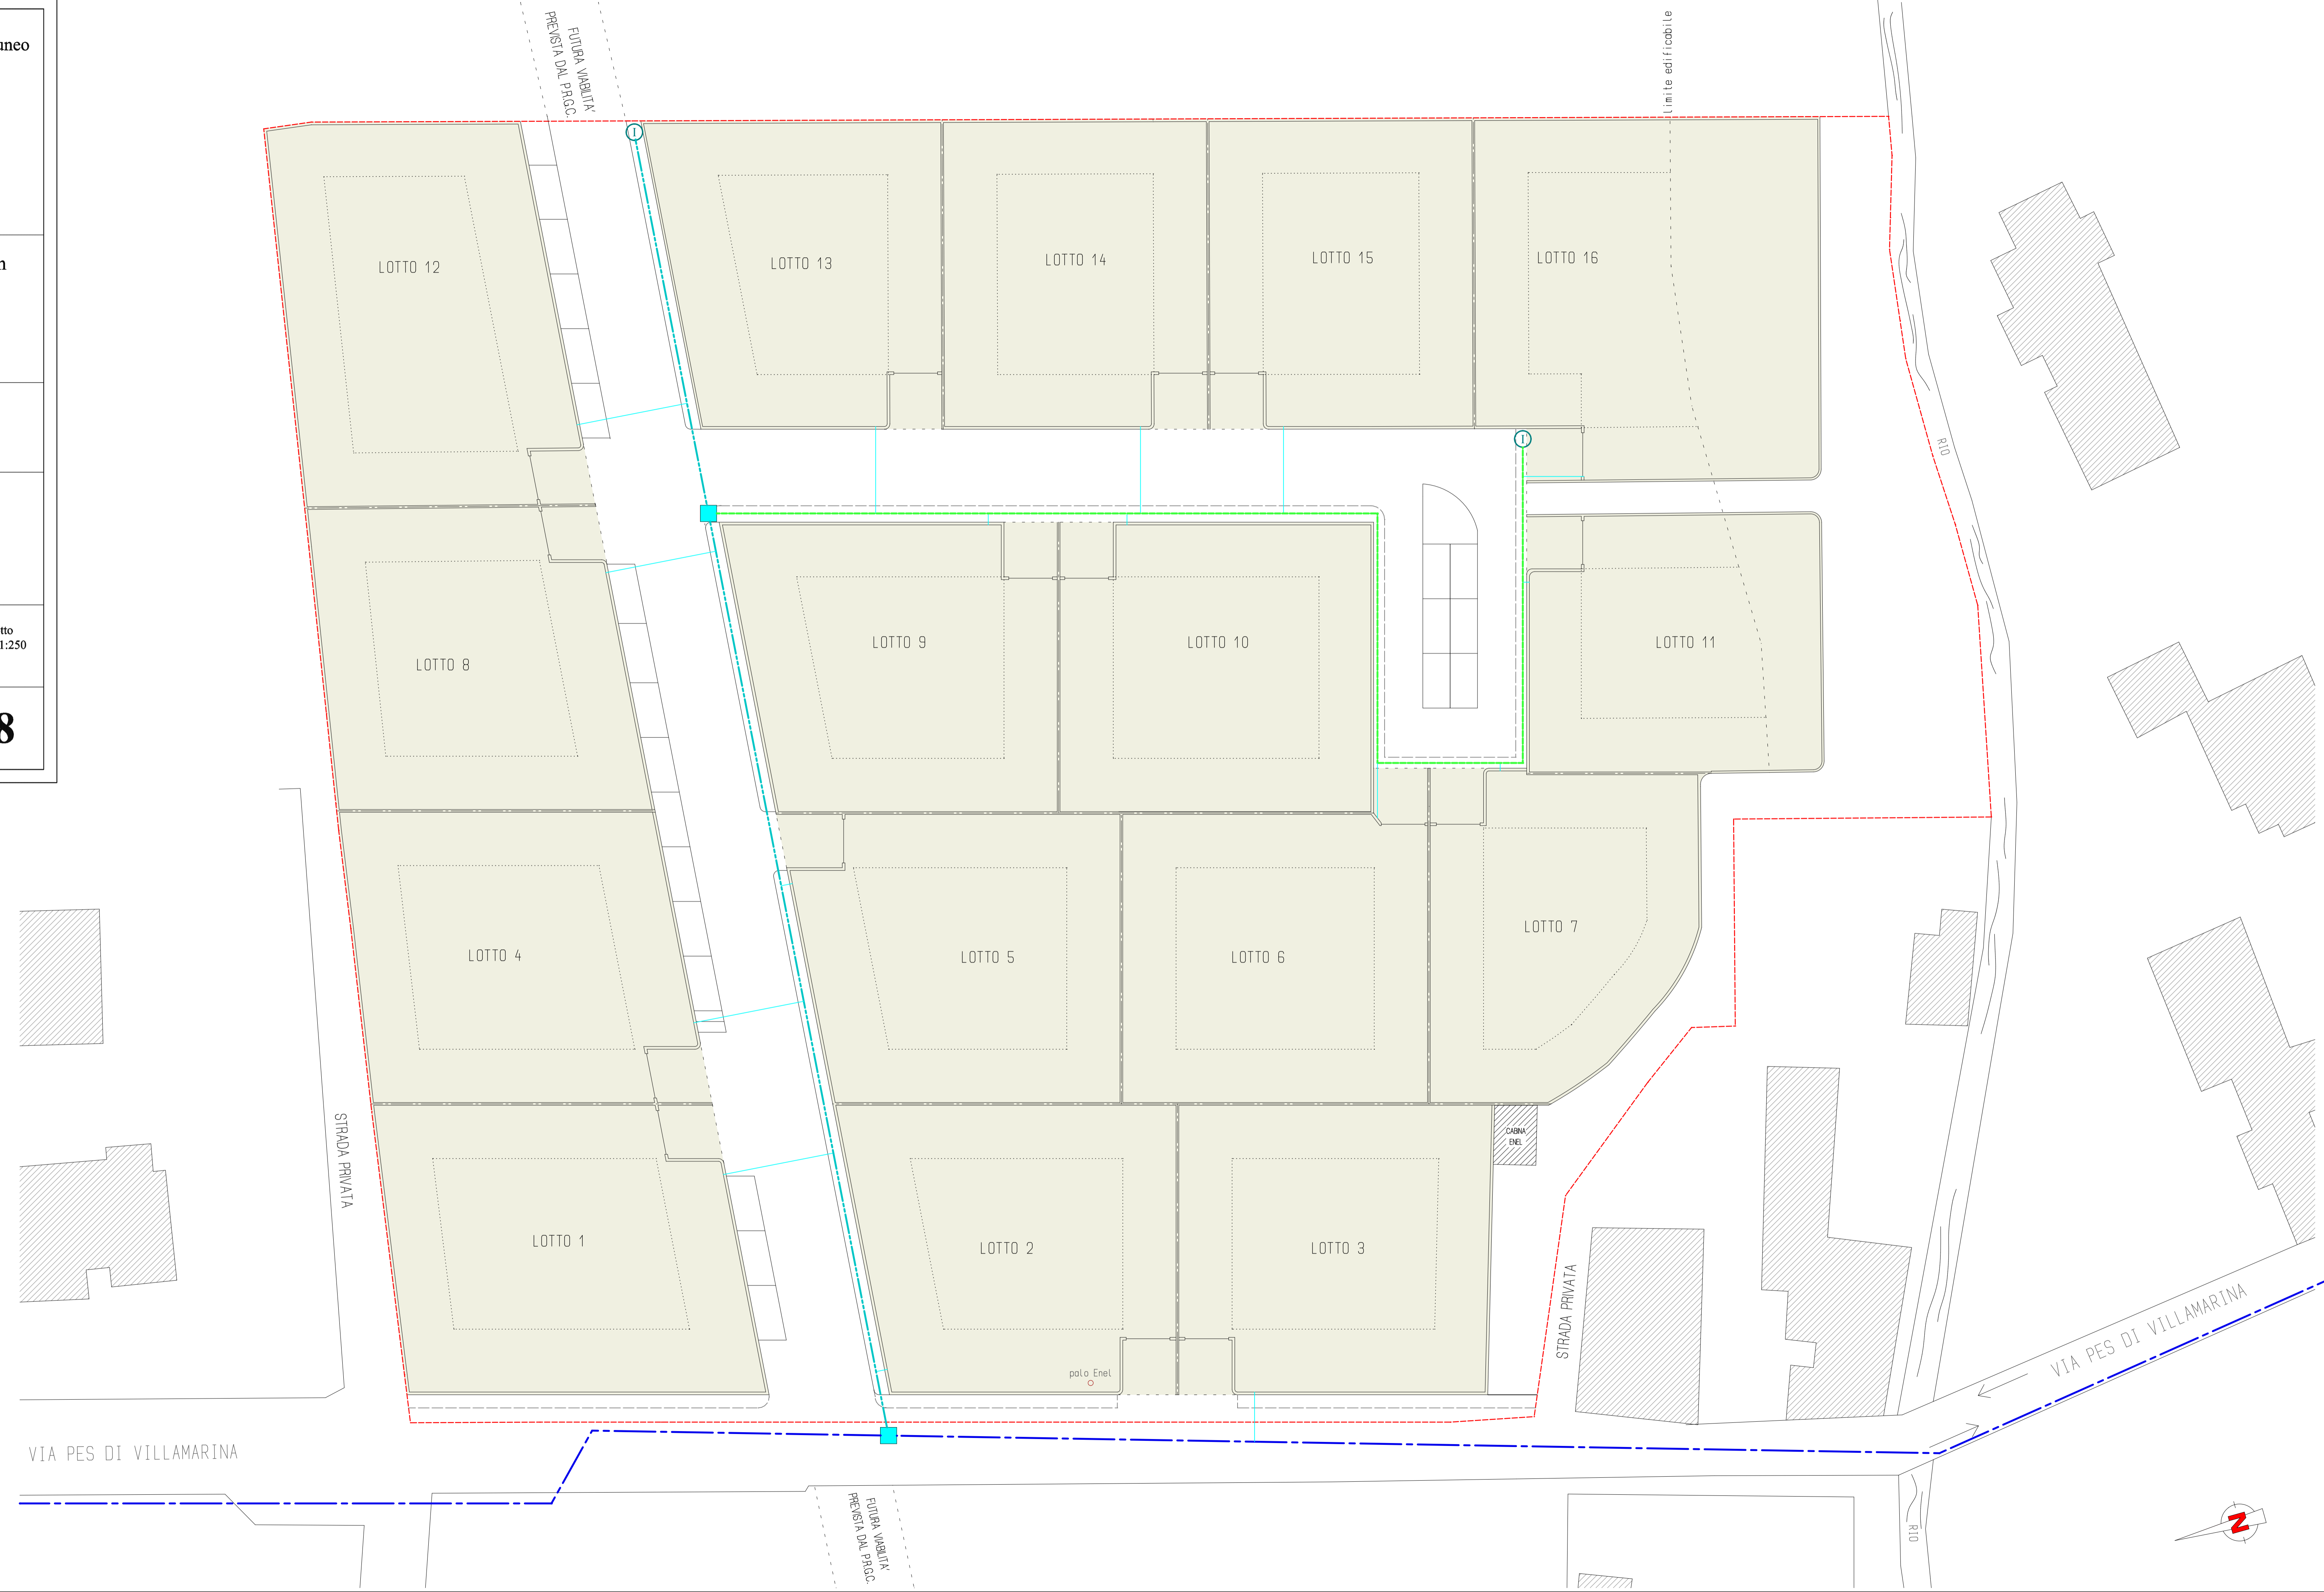 uneo
n
tto
1:250
8
FUTURA VIABILITA'
PREVISTA DAL P.R.G.C.
limite edificabile
I
LOTTO 12
LOTTO 13
LOTTO 14
LOTTO 15
LOTTO 16
I
RIO
LOTTO 8
LOTTO 9
LOTTO 10
LOTTO 11
LOTTO 4
LOTTO 5
LOTTO 6
LOTTO 7
STRADA PRIVATA
CABINA
ENEL
LOTTO 1
LOTTO 2
LOTTO 3
STRADA PRIVATA
palo Enel
VIA PES DI VILLAMARINA
VIA PES DI VILLAMARINA
FUTURA VIABILITA'
PREVISTA DAL P.R.G.C.
RIO
N